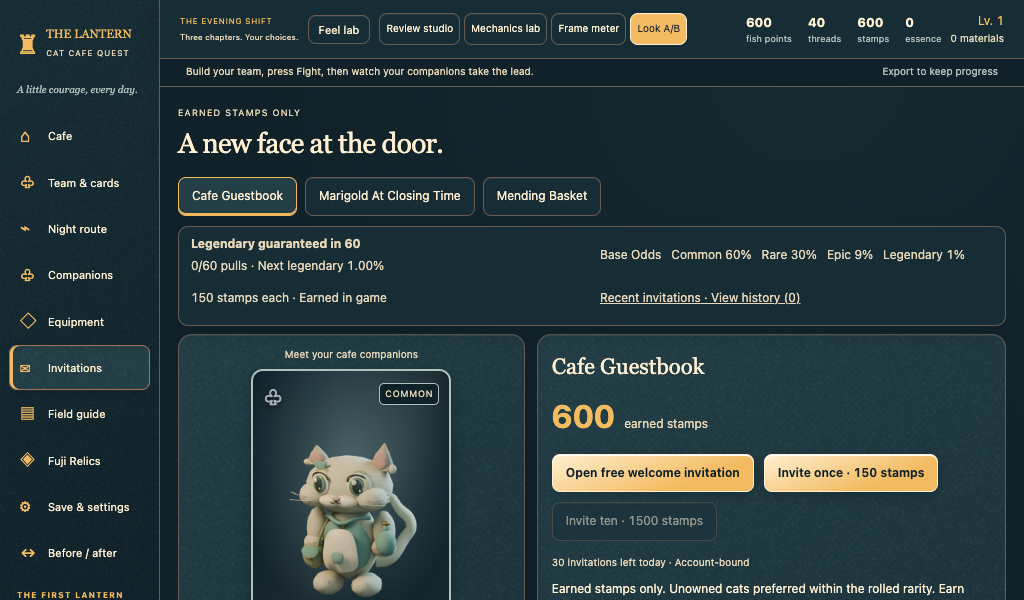 THE LANTERN
CAT CAFE QUEST
A little courage, every day.
Cafe
Team & cards
Night route
Companions
Equipment
Invitations
Field guide
Fuji Relics
Save & settings
Before / after
THE FIRST LANTERN
THE EVENING SHIFT
Three chapters. Your choices.
Feel lab
Review studio
Mechanics lab
Frame meter
Look A/B
600
fish points
40
threads
600
stamps
0
essence
Lv. 1
0 materials
Build your team, press Fight, then watch your companions take the lead.
Export to keep progress
EARNED STAMPS ONLY
A new face at the door.
Cafe Guestbook
Marigold At Closing Time
Mending Basket
Legendary guaranteed in 60
0/60 pulls · Next legendary 1.00%
150 stamps each · Earned in game
Base Odds Common 60% Rare 30% Epic 9% Legendary 1%
Recent invitations · View history (0)
Meet your cafe companions
COMMON
Cafe Guestbook
600 earned stamps
Open free welcome invitation
Invite once · 150 stamps
Invite ten · 1500 stamps
30 invitations left today · Account-bound
Earned stamps only. Unowned cats preferred within the rolled rarity. Earn